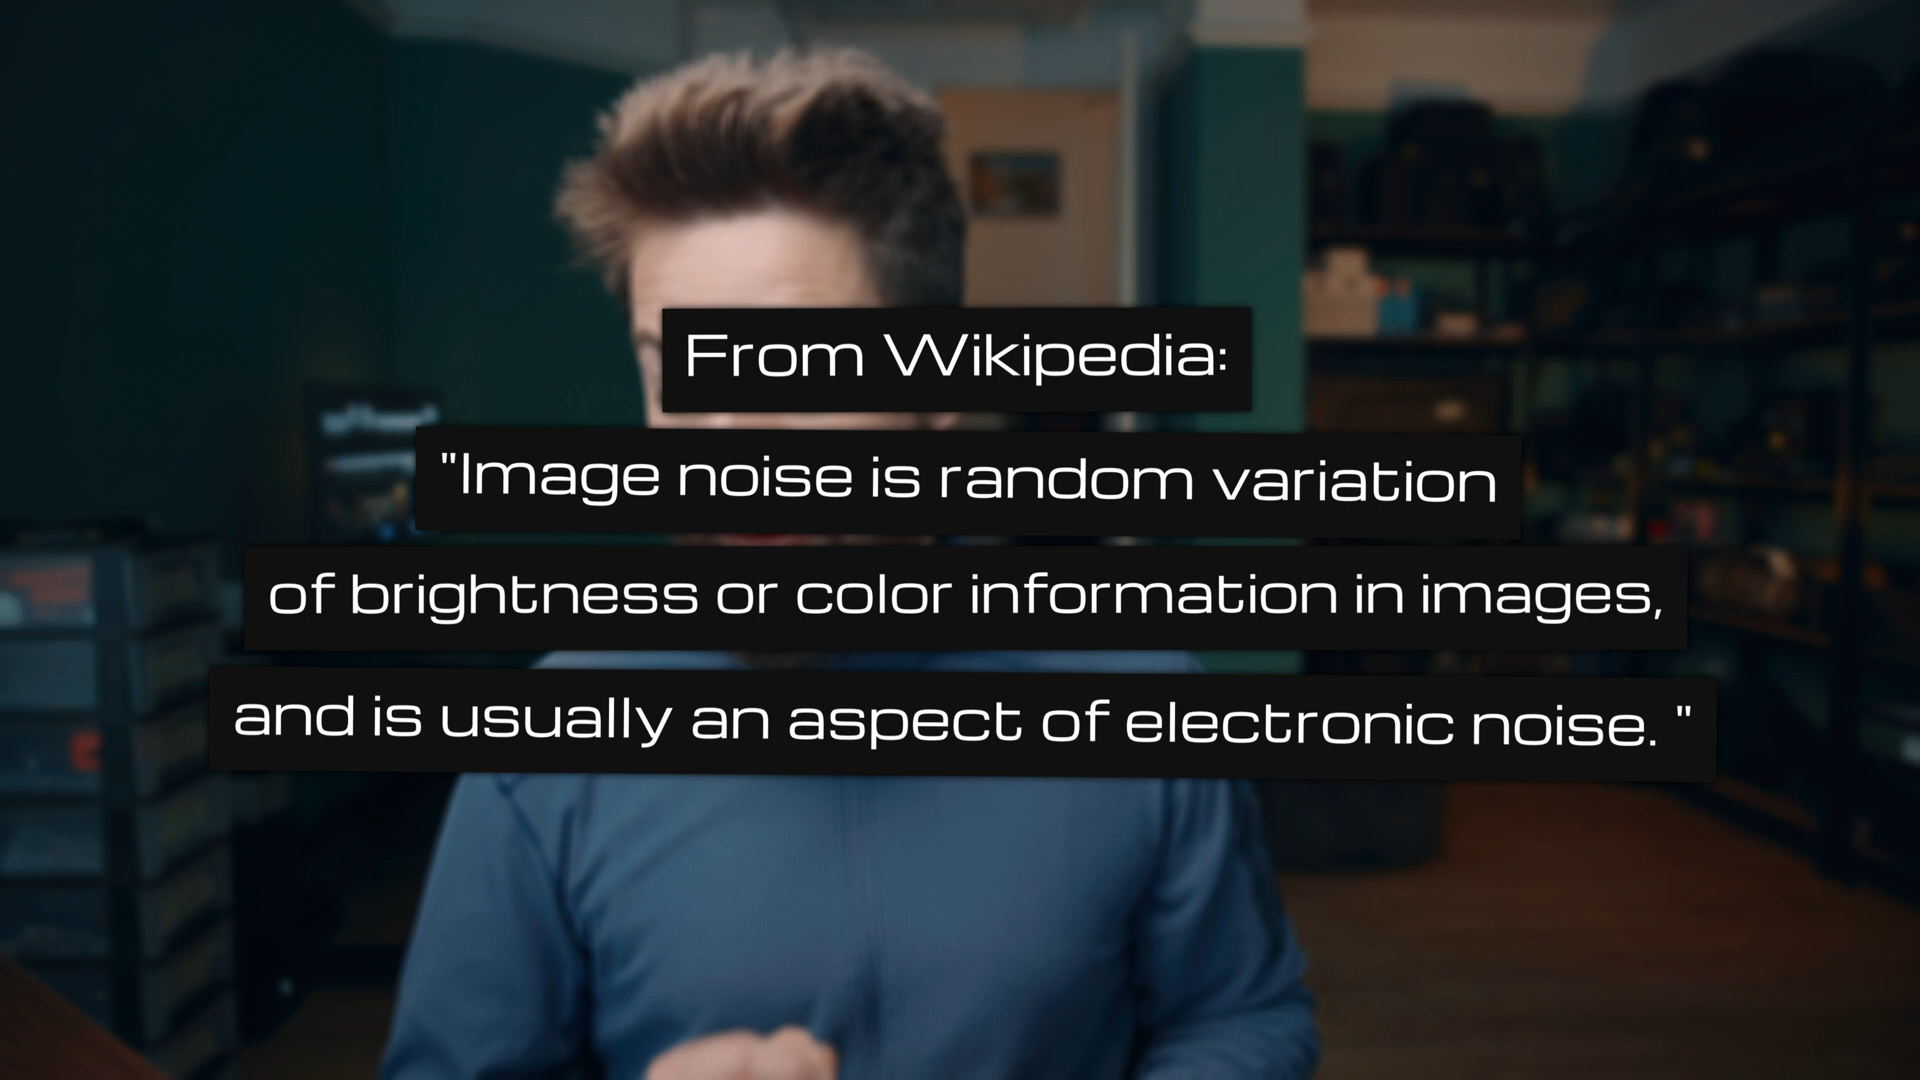 From Wikipedia:
"Image noise is random variation
of brightness or color information in images,
and is usually an aspect of electronic noise. "